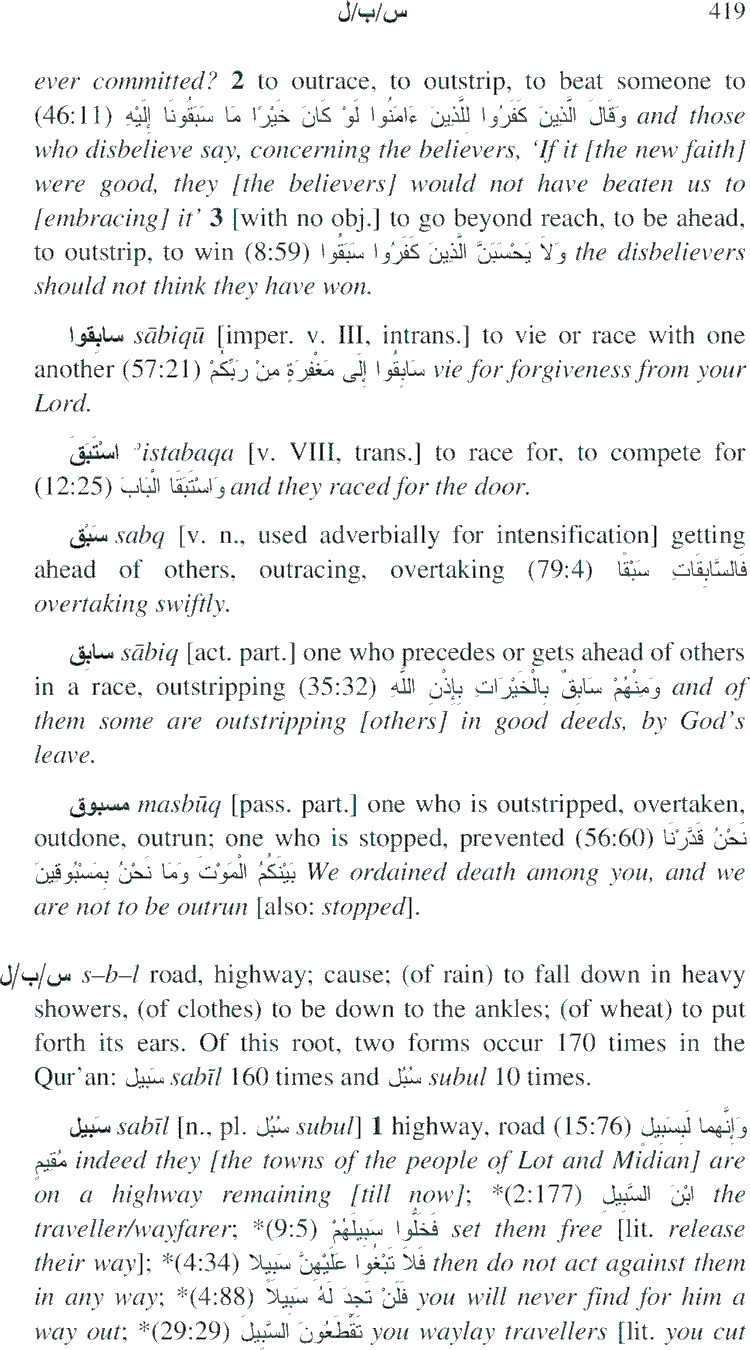 س/ب/ل 419
ever committed? 2 to outrace, to outstrip, to beat someone to
(46:11) وَقَالَ الَّذِينَ كَفَرُوا لِلَّذِينَ ءَامَنُوا لَوْ كَانَ خَيْرًا مَا سَبَقُونَا إِلَيْهِ and those
who disbelieve say, concerning the believers, ‘If it [the new faith]
were good, they [the believers] would not have beaten us to
[embracing] it’ 3 [with no obj.] to go beyond reach, to be ahead,
to outstrip, to win (8:59) وَلاَ يَحْسَبَنَّ الَّذِينَ كَفَرُوا سَبَقُوا the disbelievers
should not think they have won.
سابِقوا sābiqū [imper. v. III, intrans.] to vie or race with one
another (57:21) سَابِقُوا إِلَى مَغْفِرَةٍ مِنْ رَبِّكُمْ vie for forgiveness from your
Lord.
اسْتَبَقَ ʾistabaqa [v. VIII, trans.] to race for, to compete for
(12:25) وَاسْتَبَقَا الْبَابَ and they raced for the door.
سَبْق sabq [v. n., used adverbially for intensification] getting
ahead of others, outracing, overtaking (79:4) فَالسَّابِقَاتِ سَبْقًا
overtaking swiftly.
سابِق sābiq [act. part.] one who precedes or gets ahead of others
in a race, outstripping (35:32) وَمِنْهُمْ سَابِقٌ بِالْخَيْرَاتِ بِإِذْنِ اللَّهِ and of
them some are outstripping [others] in good deeds, by God’s
leave.
مسبوق masbūq [pass. part.] one who is outstripped, overtaken,
outdone, outrun; one who is stopped, prevented (56:60) نَحْنُ قَدَّرْنَا
بَيْنَكُمُ الْمَوْتَ وَمَا نَحْنُ بِمَسْبُوقِينَ We ordained death among you, and we
are not to be outrun [also: stopped].
س/ب/ل s–b–l road, highway; cause; (of rain) to fall down in heavy
showers, (of clothes) to be down to the ankles; (of wheat) to put
forth its ears. Of this root, two forms occur 170 times in the
Qur’an: سَبيل sabīl 160 times and سُبُل subul 10 times.
سَبيل sabīl [n., pl. سُبُل subul] 1 highway, road (15:76) وَإِنَّهما لَبِسَبِيلٍ
مُقِيمٍ indeed they [the towns of the people of Lot and Midian] are
on a highway remaining [till now]; *(2:177) ابْنَ السَّبِيلِ the
traveller/wayfarer; *(9:5) فَخَلُّوا سَبِيلَهُمْ set them free [lit. release
their way]; *(4:34) فَلاَ تَبْغُوا عَلَيْهِنَّ سَبِيلا then do not act against them
in any way; *(4:88) فَلَنْ تَجِدَ لَهُ سَبِيلاً you will never find for him a
way out; *(29:29) تَقْطَعُونَ السَّبِيلَ you waylay travellers [lit. you cut